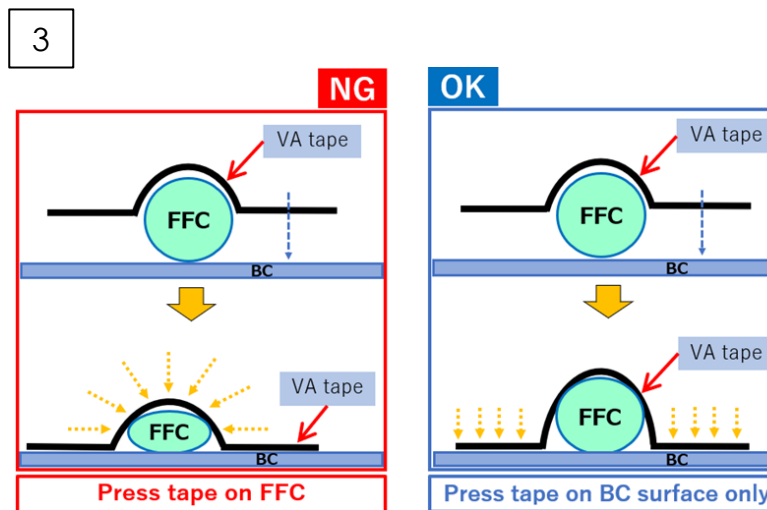 3
NG
OK
VA tape
VA tape
FFC
FFC
BC
BC
VA tape
VA tape
FFC
FFC
BC
BC
Press tape on FFC
Press tape on BC surface only